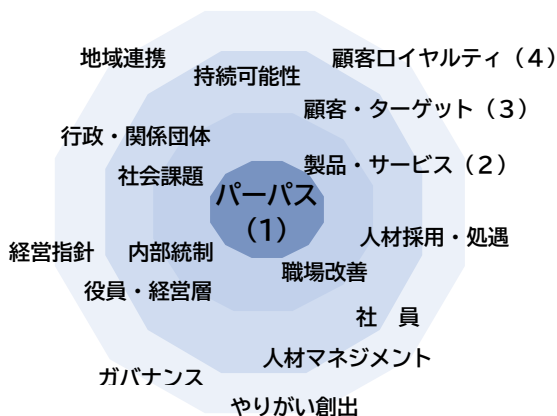 地域連携
顧客ロイヤルティ（４）
持続可能性
顧客・ターゲット（３）
行政・関係団体
製品・サービス（２）
社会課題
パーパス
（１）
人材採用・処遇
経営指針
内部統制
職場改善
役員・経営層
社　員
人材マネジメント
ガバナンス
やりがい創出